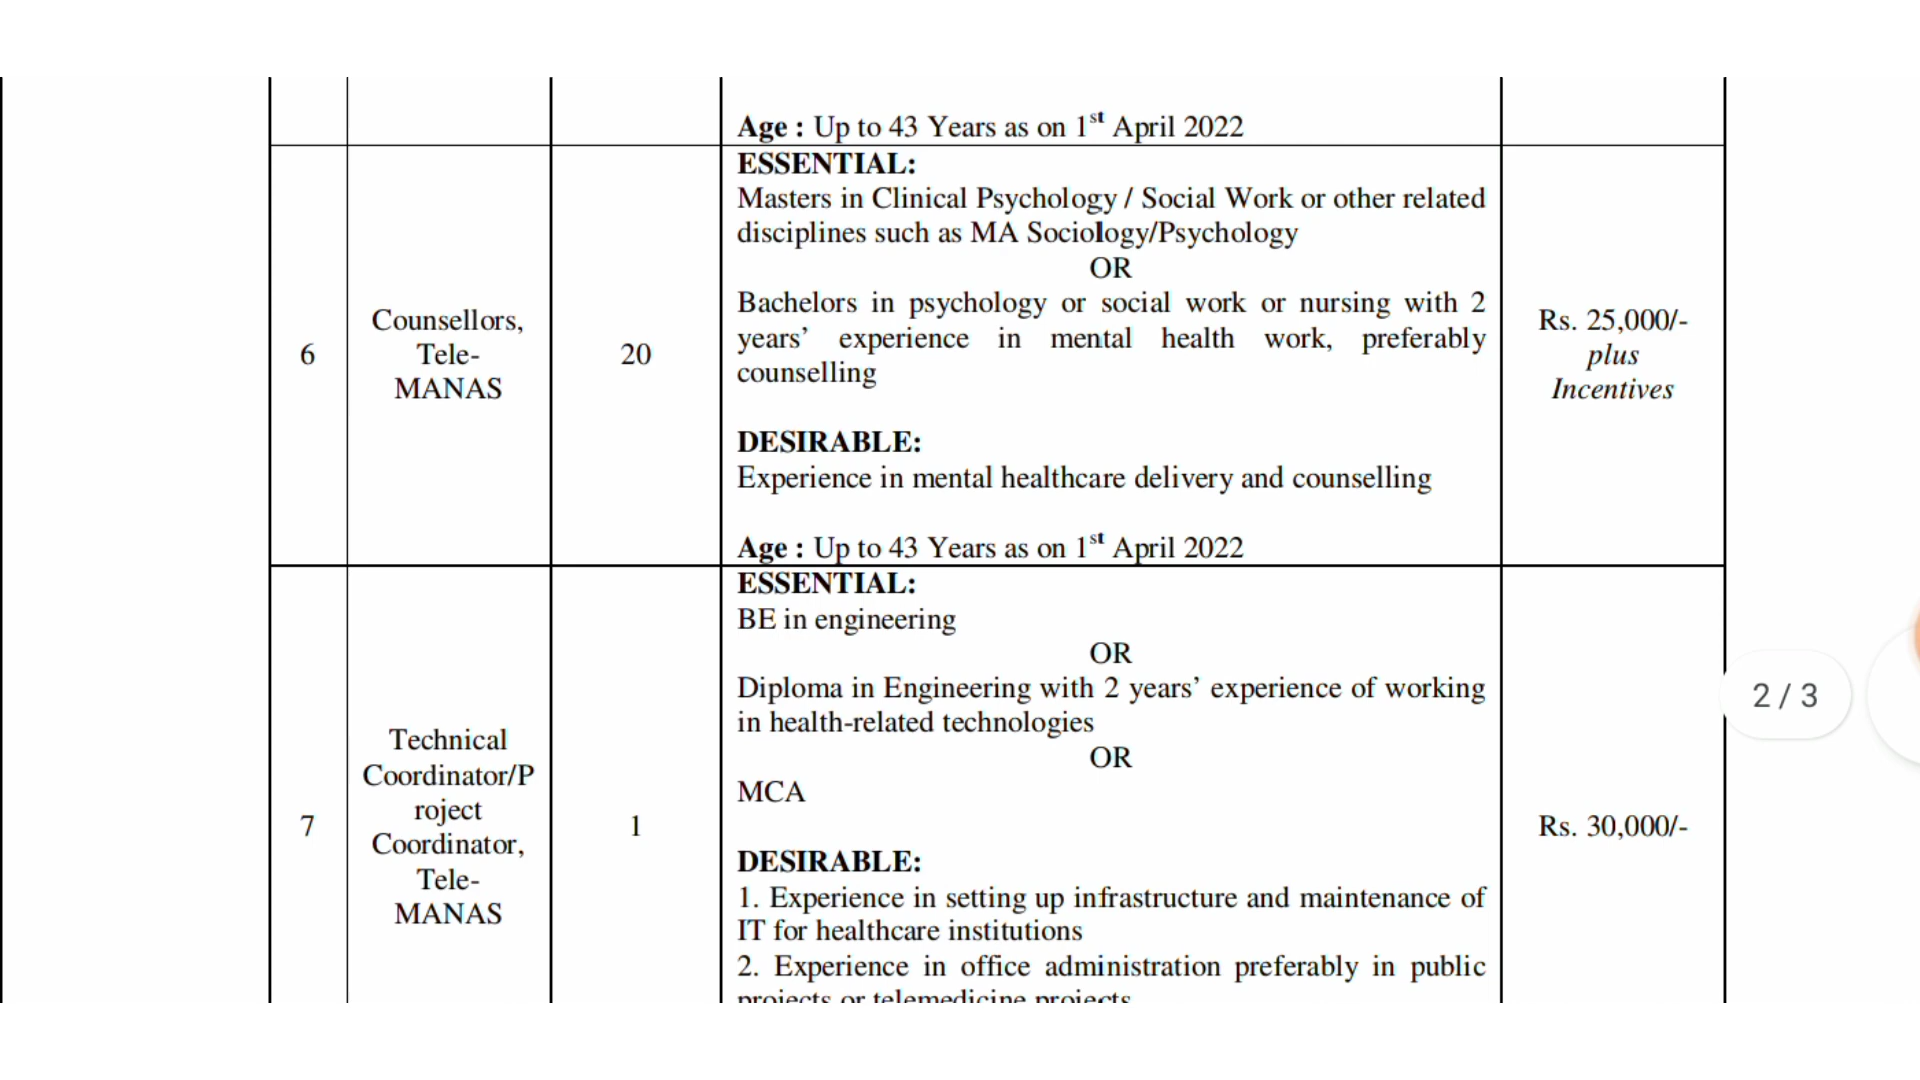 Age : Up to 43 Years as on 1st April 2022
6
Counsellors,
Tele-
MANAS
20
ESSENTIAL:
Masters in Clinical Psychology / Social Work or other related
disciplines such as MA Sociology/Psychology
OR
Bachelors in psychology or social work or nursing with 2
years’ experience in mental health work, preferably
counselling
DESIRABLE:
Experience in mental healthcare delivery and counselling
Age : Up to 43 Years as on 1st April 2022
Rs. 25,000/-
plus
Incentives
7
Technical
Coordinator/P
roject
Coordinator,
Tele-
MANAS
1
ESSENTIAL:
BE in engineering
OR
Diploma in Engineering with 2 years’ experience of working
in health-related technologies
OR
MCA
DESIRABLE:
1. Experience in setting up infrastructure and maintenance of
IT for healthcare institutions
2. Experience in office administration preferably in public
projects or telemedicine projects
Rs. 30,000/-
2 / 3